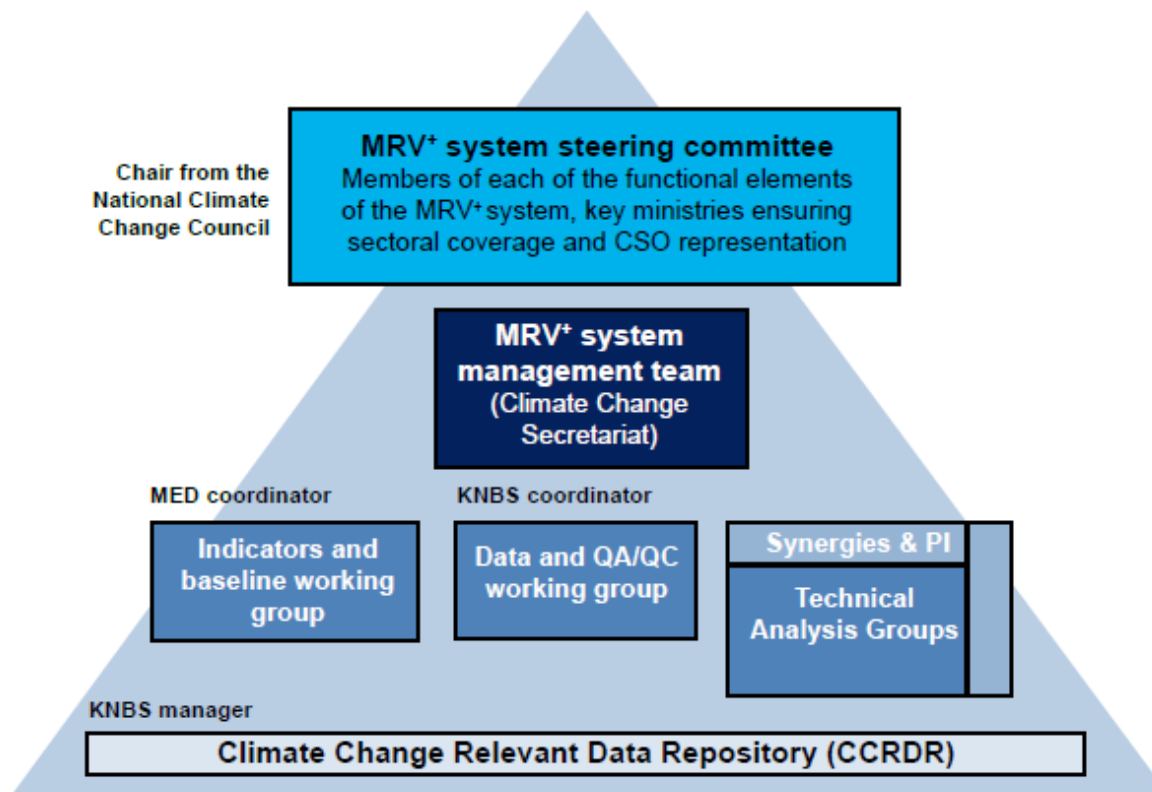 MRV⁺ system steering committee
Members of each of the functional elements
of the MRV⁺ system, key ministries ensuring
sectoral coverage and CSO representation
Chair from the
National Climate
Change Council
MRV⁺ system
management team
(Climate Change
Secretariat)
MED coordinator
Indicators and
baseline working
group
KNBS coordinator
Data and QA/QC
working group
Synergies & PI
Technical
Analysis Groups
KNBS manager
Climate Change Relevant Data Repository (CCRDR)